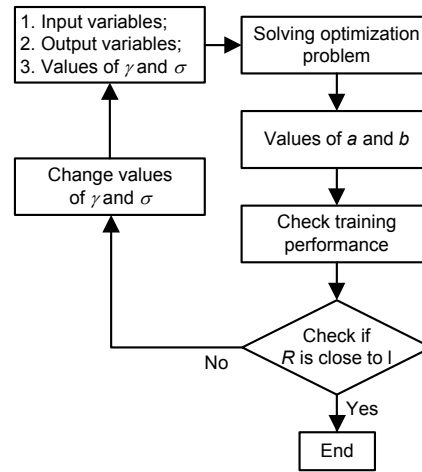 1. Input variables;
2. Output variables;
3. Values of γ and σ
Solving optimization
problem
Values of a and b
Change values
of γ and σ
Check training
performance
Check if
R is close to l
No
Yes
End